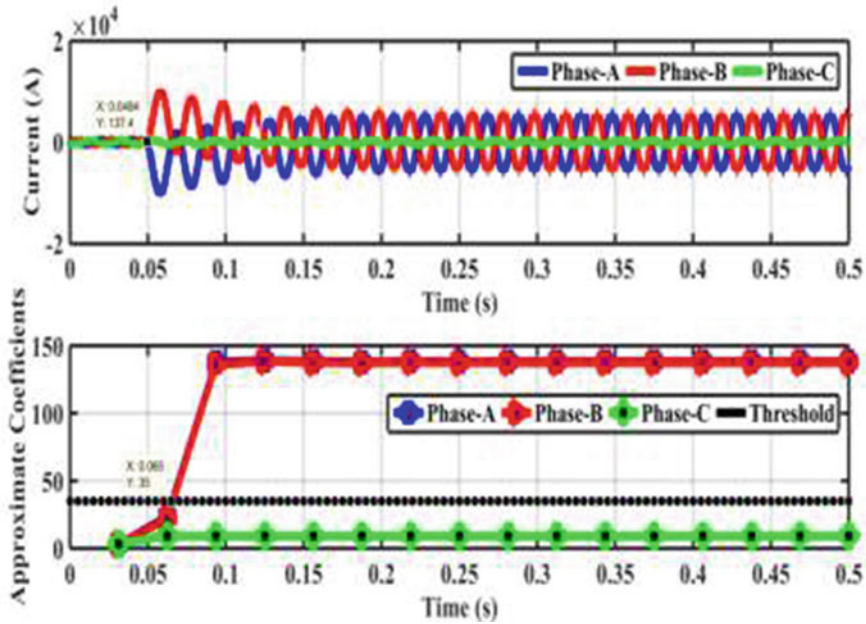 ×10⁴
2
Phase-A Phase-B Phase-C
X: 0.0484
Y: 137.4
0
-2
Current (A)
0 0.05 0.1 0.15 0.2 0.25 0.3 0.35 0.4 0.45 0.5
Time (s)
150
Phase-A Phase-B Phase-C Threshold
100
X: 0.065
Y: 35
50
0
Approximate Coefficients
0 0.05 0.1 0.15 0.2 0.25 0.3 0.35 0.4 0.45 0.5
Time (s)